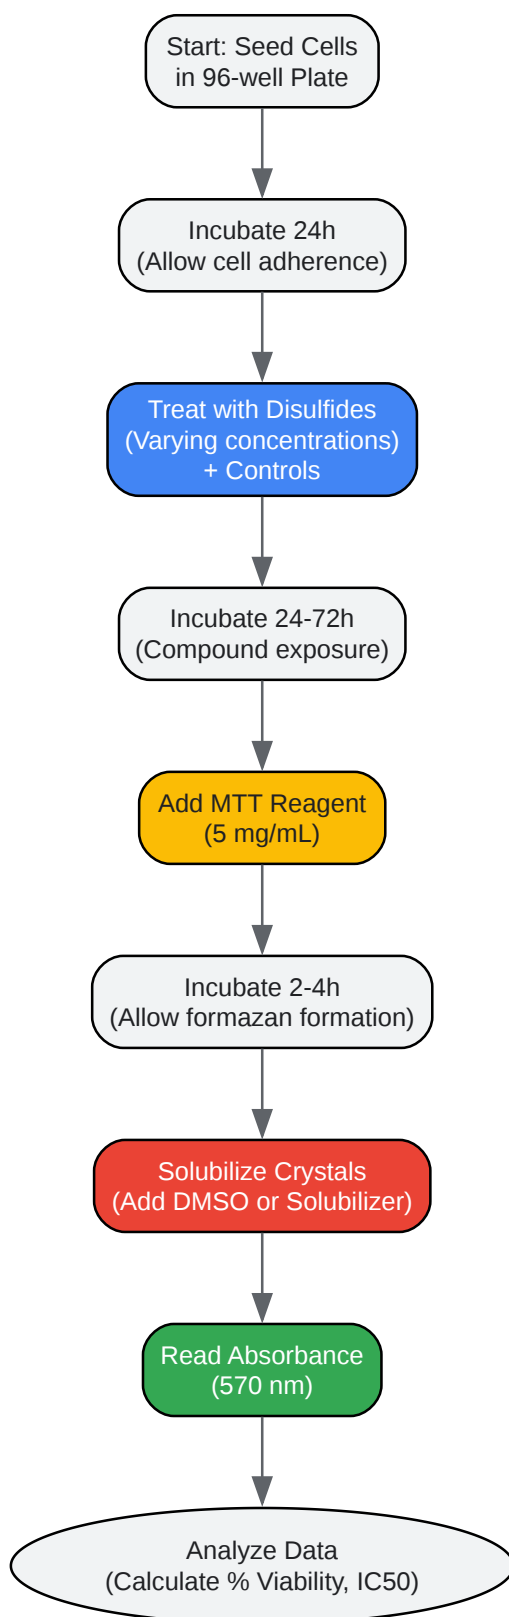 Start: Seed Cells
in 96-well Plate
Incubate 24h
(Allow cell adherence)
Treat with Disulfides
(Varying concentrations)
+ Controls
Incubate 24-72h
(Compound exposure)
Add MTT Reagent
(5 mg/mL)
Incubate 2-4h
(Allow formazan formation)
Solubilize Crystals
(Add DMSO or Solubilizer)
Read Absorbance
(570 nm)
Analyze Data
(Calculate % Viability, IC50)